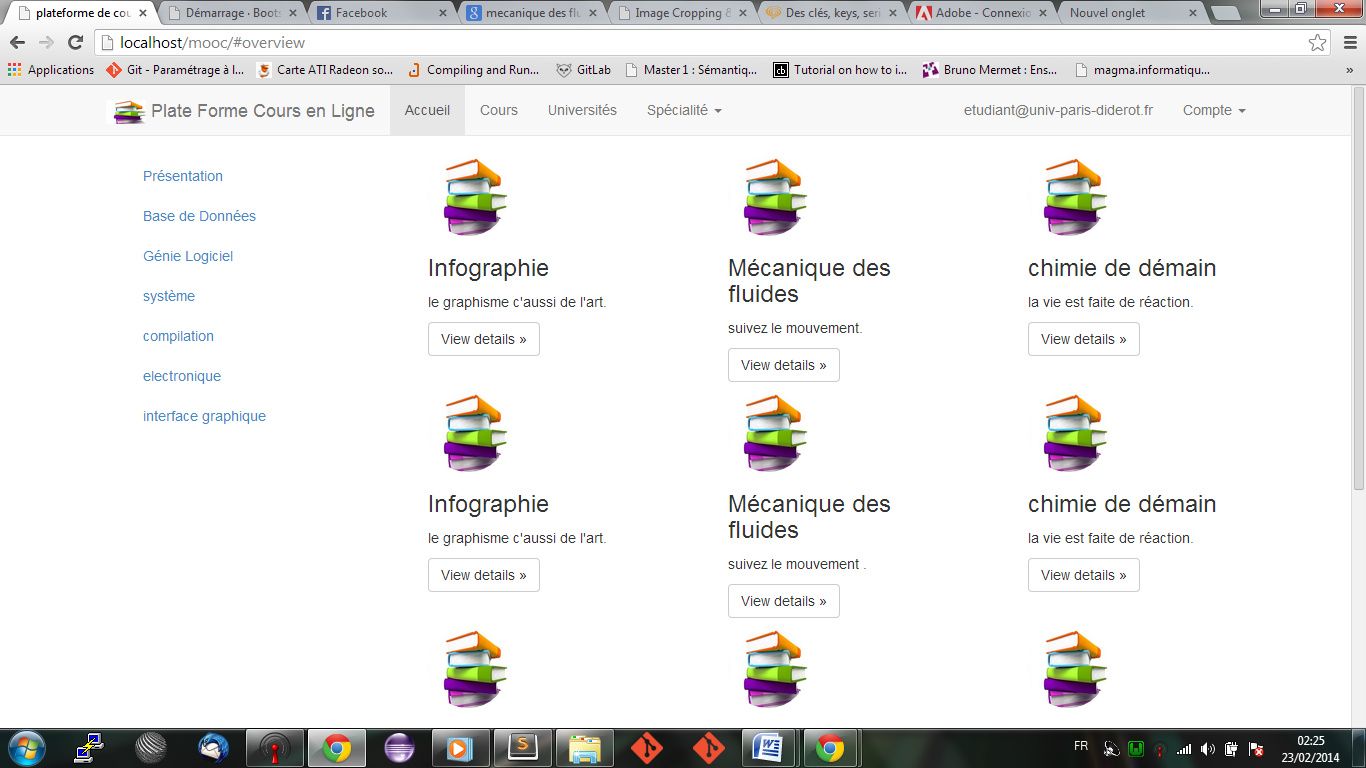 plateforme de cou
Démarrage · Boots
Facebook
mecanique des flu
Image Cropping &
Des clés, keys, seri
Adobe - Connexio
Nouvel onglet
localhost/mooc/#overview
Applications
Git - Paramétrage à l...
Carte ATI Radeon so...
Compiling and Run...
GitLab
Master1 : Sémantiq...
Tutorial on how to i...
Bruno Mermet : Ens...
magma.informatiqu...
»
Plate Forme Cours en Ligne
Accueil
Cours
Universités
Spécialité
etudiant@univ-paris-diderot.fr
Compte
Présentation
Base de Données
Génie Logiciel
système
compilation
electronique
interface graphique
Infographie
le graphisme c'aussi de l'art.
View details »
Mécanique des
fluides
suivez le mouvement.
View details »
chimie de démain
la vie est faite de réaction.
View details »
Infographie
le graphisme c'aussi de l'art.
View details »
Mécanique des
fluides
suivez le mouvement .
View details »
chimie de démain
la vie est faite de réaction.
View details »
FR
02:25
23/02/2014